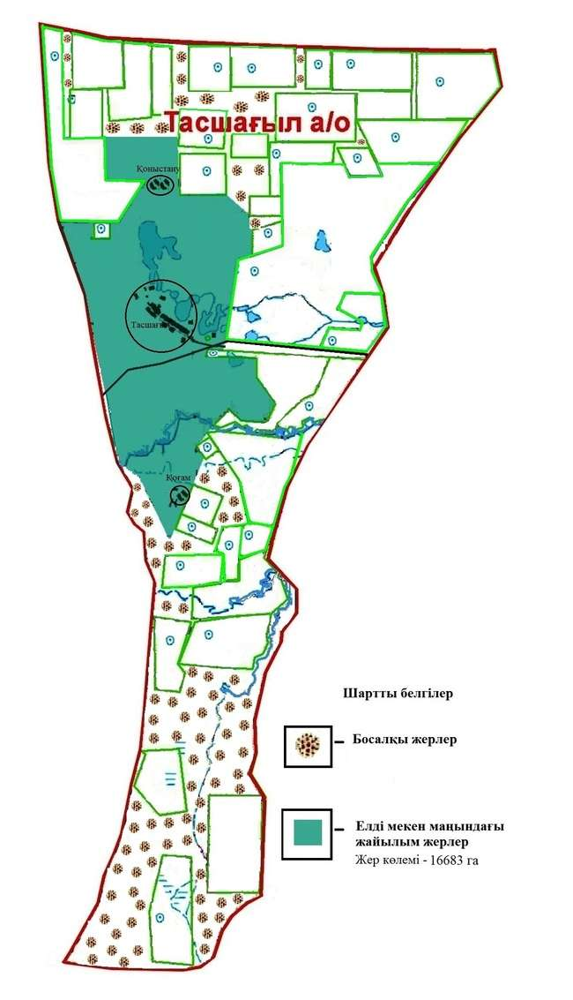 Тасшағыл а/о
Қоныстану
Тасшағыл
Қоғам
Шартты белгілер
Босалқы жерлер
Елді мекен маңындағы
жайылым жерлер
Жер көлемі - 16683 га